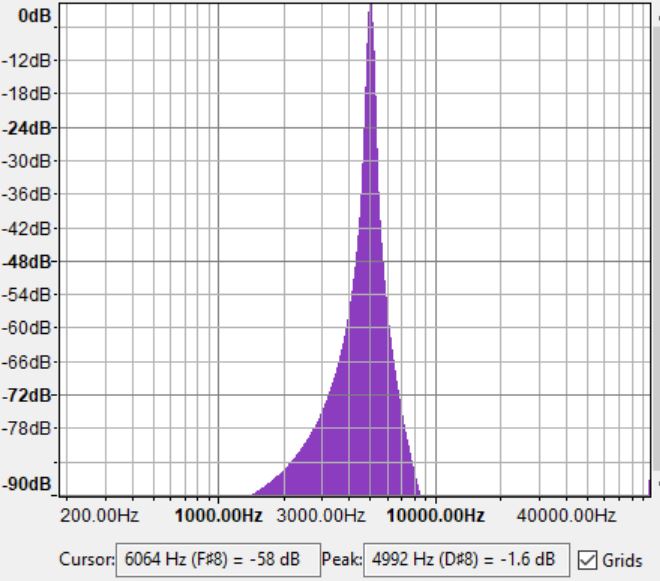 0dB
-12dB
-18dB
-24dB
-30dB
-36dB
-42dB
-48dB
-54dB
-60dB
-66dB
-72dB
-78dB
-90dB
200.00Hz 1000.00Hz 3000.00Hz 10000.00Hz 40000.00Hz
Cursor: 6064 Hz (F♯8) = -58 dB Peak: 4992 Hz (D♯8) = -1.6 dB Grids